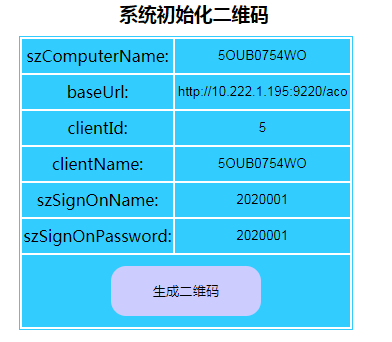 系统初始化二维码
szComputerName: 5OUB0754WO
baseUrl: http://10.222.1.195:9220/aco
clientId: 5
clientName: 5OUB0754WO
szSignOnName: 2020001
szSignOnPassword: 2020001
生成二维码